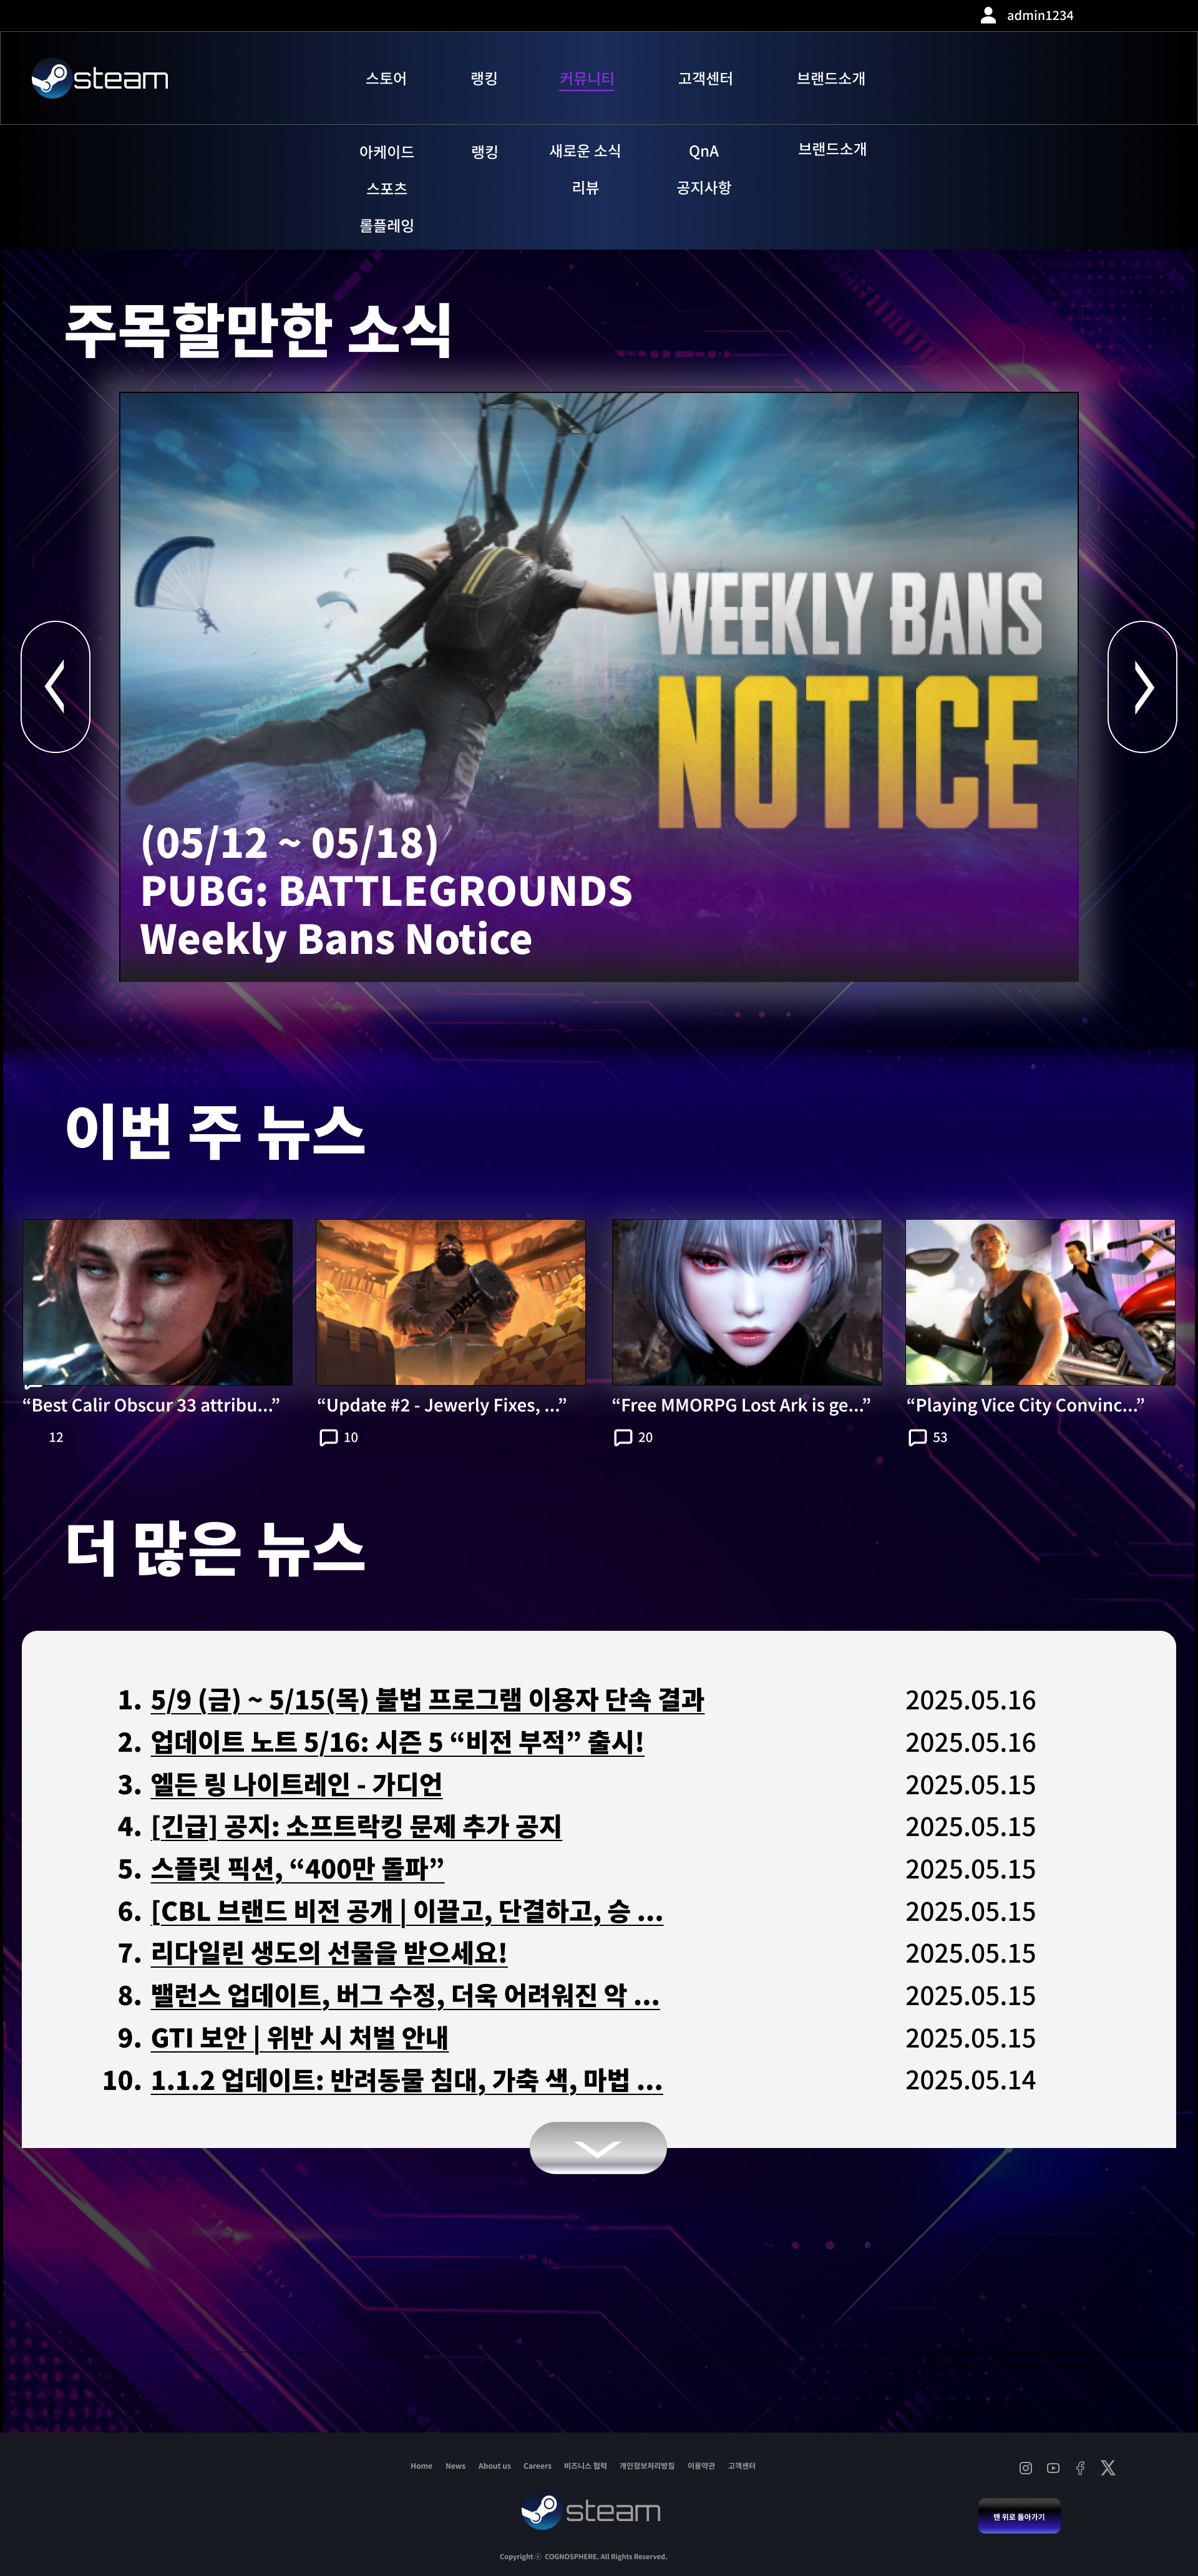 admin1234
steam
스토어 랭킹 커뮤니티 고객센터 브랜드소개
아케이드 랭킹 새로운 소식 QnA 브랜드소개
스포츠 리뷰 공지사항
롤플레잉
주목할만한 소식
WEEKLY BANS
NOTICE
(05/12 ~ 05/18)
PUBG: BATTLEGROUNDS
Weekly Bans Notice
이번 주 뉴스
“Best Calir Obscur 33 attribu...” “Update #2 - Jewerly Fixes, ...” “Free MMORPG Lost Ark is ge...” “Playing Vice City Convinc...”
12 10 20 53
더 많은 뉴스
1. 5/9 (금) ~ 5/15(목) 불법 프로그램 이용자 단속 결과 2025.05.16
2. 업데이트 노트 5/16: 시즌 5 “비전 부적” 출시! 2025.05.16
3. 엘든 링 나이트레인 - 가디언 2025.05.15
4. [긴급] 공지: 소프트락킹 문제 추가 공지 2025.05.15
5. 스플릿 픽션, “400만 돌파” 2025.05.15
6. [CBL 브랜드 비전 공개 | 이끌고, 단결하고, 승 ... 2025.05.15
7. 리다일린 생도의 선물을 받으세요! 2025.05.15
8. 밸런스 업데이트, 버그 수정, 더욱 어려워진 악 ... 2025.05.15
9. GTI 보안 | 위반 시 처벌 안내 2025.05.15
10. 1.1.2 업데이트: 반려동물 침대, 가축 색, 마법 ... 2025.05.14
Home News About us Careers 비즈니스 협력 개인정보처리방침 이용약관 고객센터
steam
맨 위로 돌아가기
Copyright ⓒ COGNOSPHERE. All Rights Reserved.